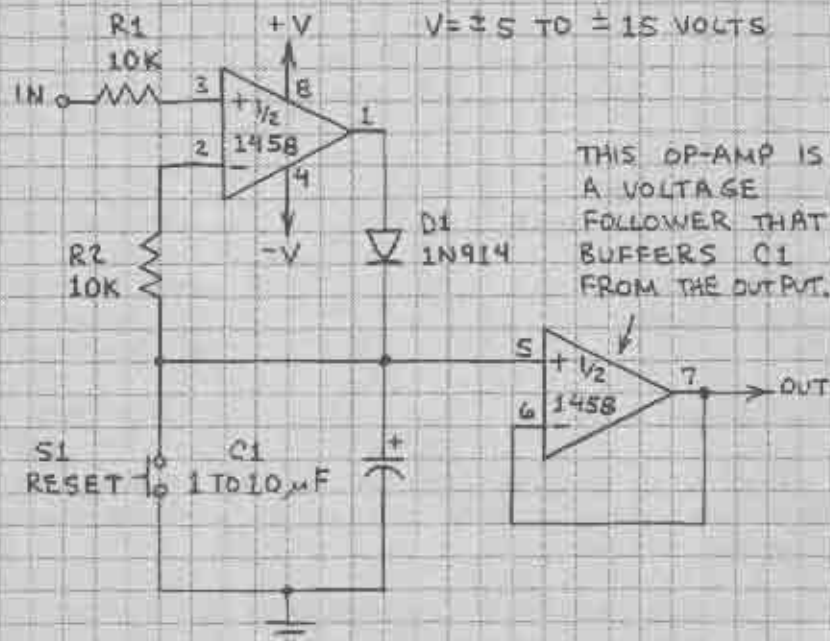 R1
10K
+V
V= ± 5 TO ± 15 VOLTS
IN
3
+
1/2
1458
8
1
2
-
4
-V
R2
10K
D1
1N914
THIS OP-AMP IS
A VOLTAGE
FOLLOWER THAT
BUFFERS C1
FROM THE OUTPUT.
5
+ 1/2
1458
7
OUT
6
-
S1
RESET
C1
1 TO 10 μF
+